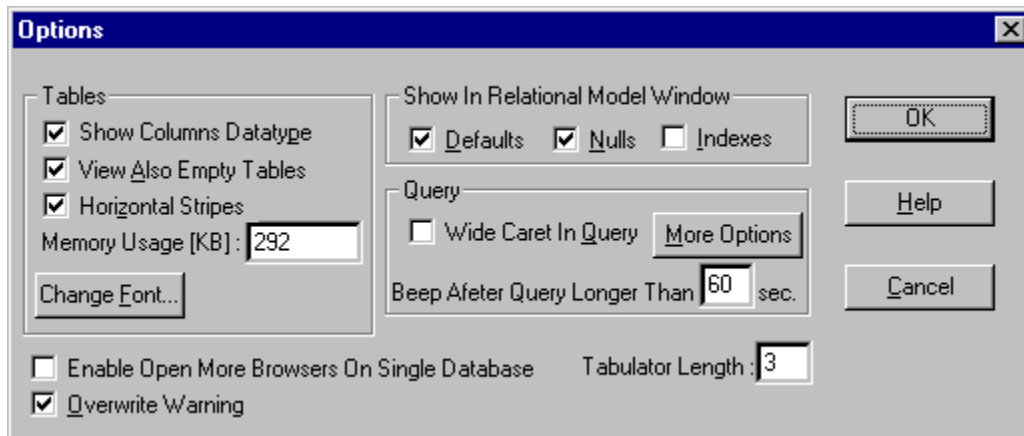 Options
Tables
Show Columns Datatype
View Also Empty Tables
Horizontal Stripes
Memory Usage [KB] : 292
Change Font...
Show In Relational Model Window
Defaults Nulls Indexes
Query
Wide Caret In Query More Options
Beep Afeter Query Longer Than 60 sec.
OK
Help
Cancel
Enable Open More Browsers On Single Database
Tabulator Length : 3
Overwrite Warning